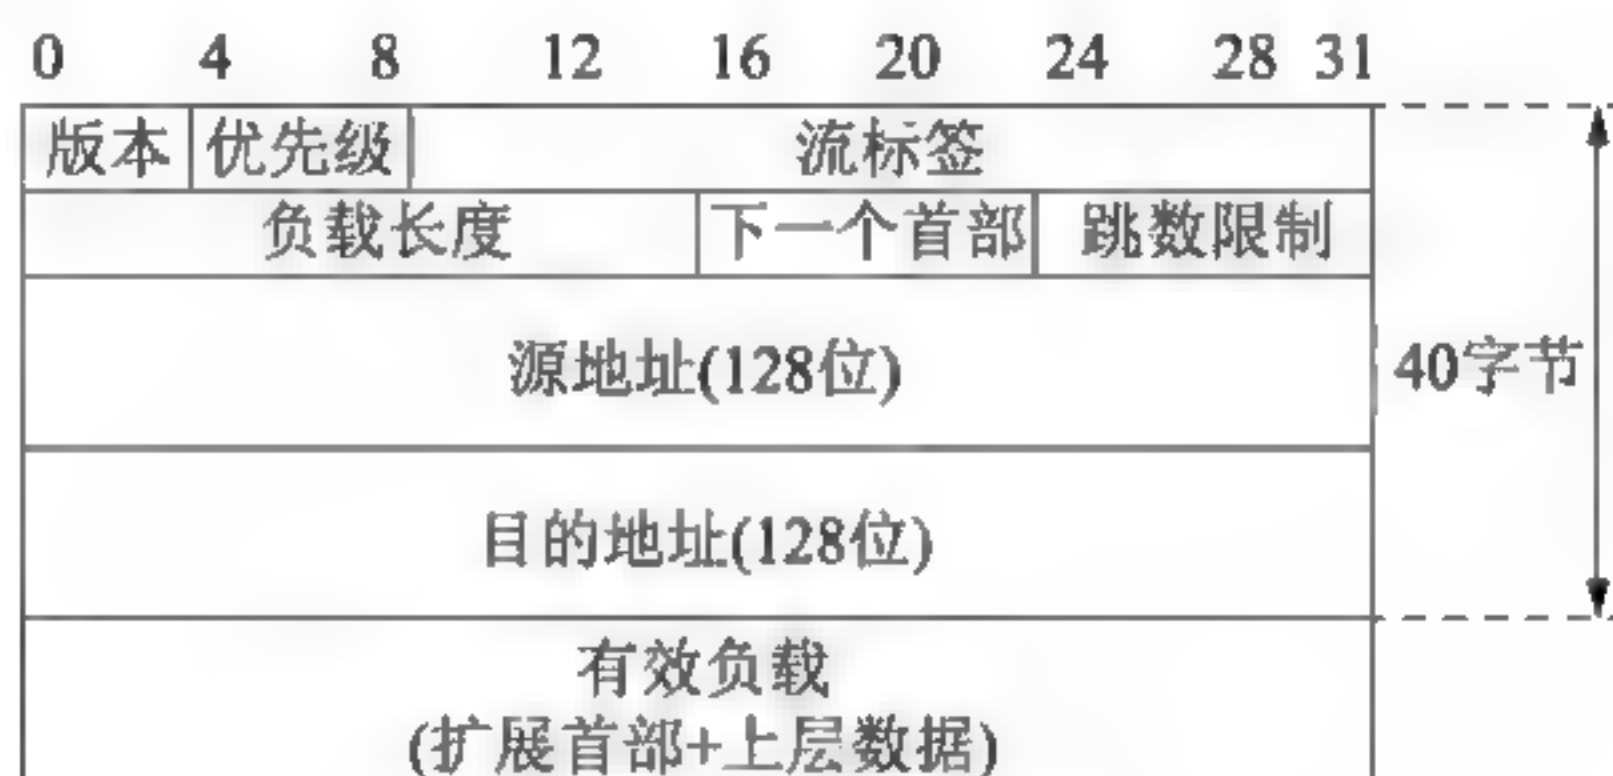 0 4 8 12 16 20 24 28 31
版本 优先级 流标签
负载长度 下一个首部 跳数限制
源地址(128位)
40字节
目的地址(128位)
有效负载
(扩展首部+上层数据)